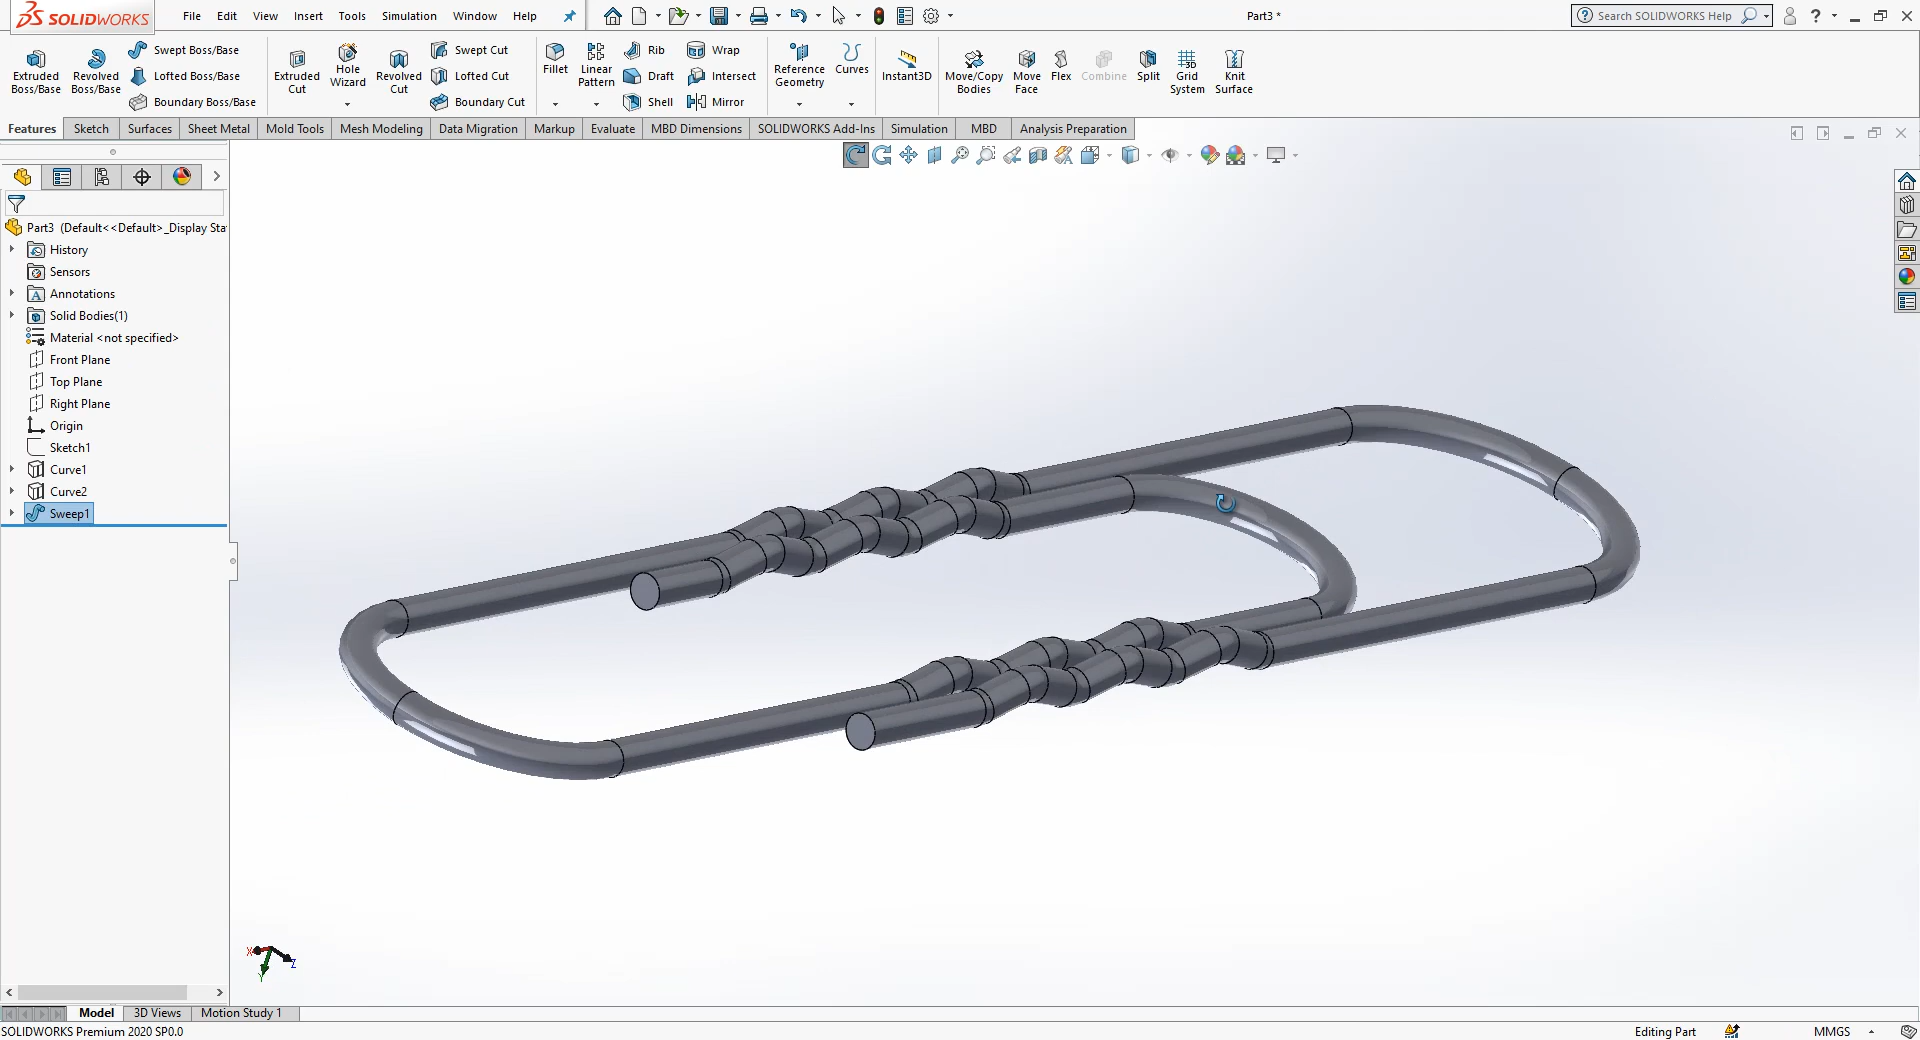 SOLIDWORKS
File Edit View Insert Tools Simulation Window Help
Part3 *
Search SOLIDWORKS Help
Extruded Boss/Base
Revolved Boss/Base
Swept Boss/Base
Lofted Boss/Base
Boundary Boss/Base
Extruded Cut
Hole Wizard
Revolved Cut
Swept Cut
Lofted Cut
Boundary Cut
Fillet
Linear Pattern
Rib
Draft
Shell
Wrap
Intersect
Mirror
Reference Geometry
Curves
Instant3D
Move/Copy Bodies
Move Face
Flex
Combine
Split
3D
Grid System
Knit Surface
Features Sketch Surfaces Sheet Metal Mold Tools Mesh Modeling Data Migration Markup Evaluate MBD Dimensions SOLIDWORKS Add-Ins Simulation MBD Analysis Preparation
Part3 (Default<<Default>_Display Sta
History
Sensors
A
Annotations
Solid Bodies(1)
Material <not specified>
Front Plane
Top Plane
Right Plane
Origin
Sketch1
Curve1
Curve2
Sweep1
X
Y
Z
Model 3D Views Motion Study 1
SOLIDWORKS Premium 2020 SP0.0
Editing Part
MMGS